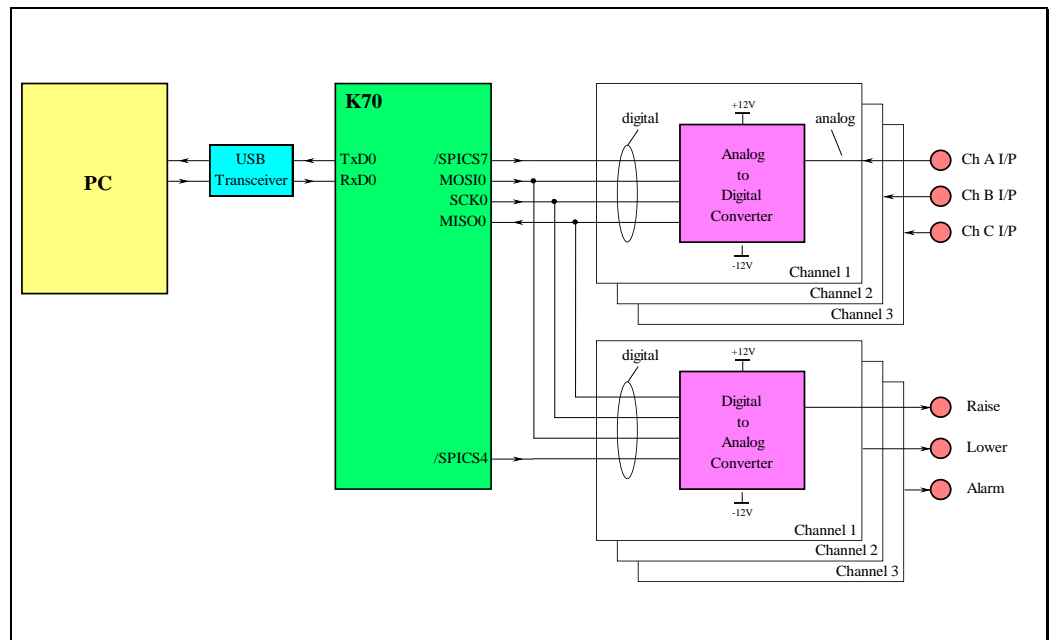 PC
USB
Transceiver
K70
TxD0
RxD0
/SPICS7
MOSI0
SCK0
MISO0
/SPICS4
digital
+12V
analog
Analog
to
Digital
Converter
-12V
Channel 1
Channel 2
Channel 3
Ch A I/P
Ch B I/P
Ch C I/P
digital
+12V
Digital
to
Analog
Converter
-12V
Channel 1
Channel 2
Channel 3
Raise
Lower
Alarm